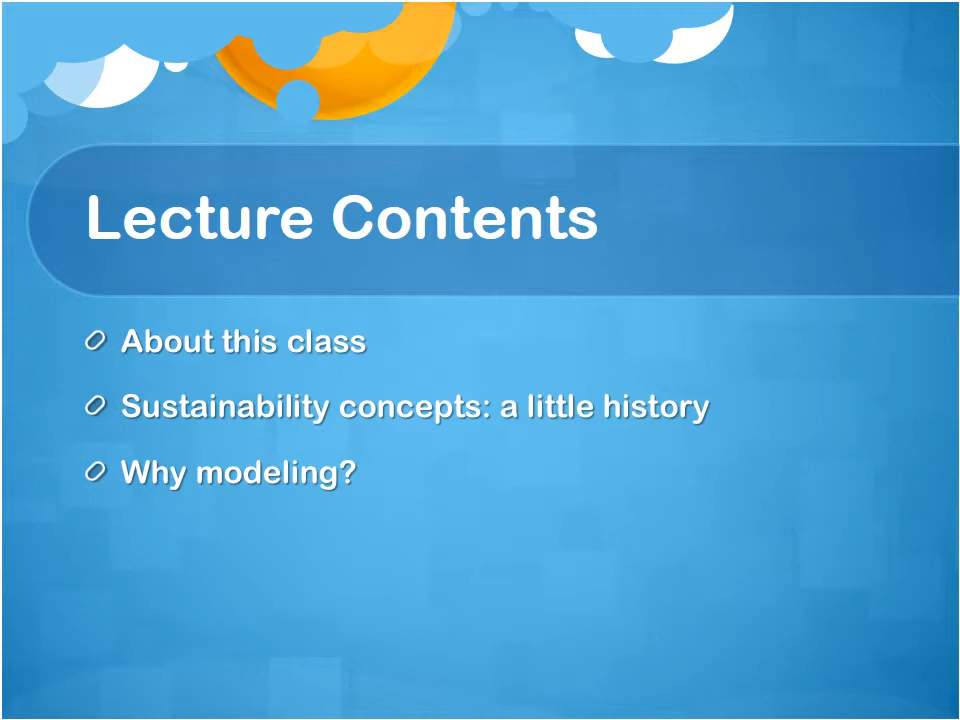 Lecture Contents
About this class
Sustainability concepts: a little history
Why modeling?